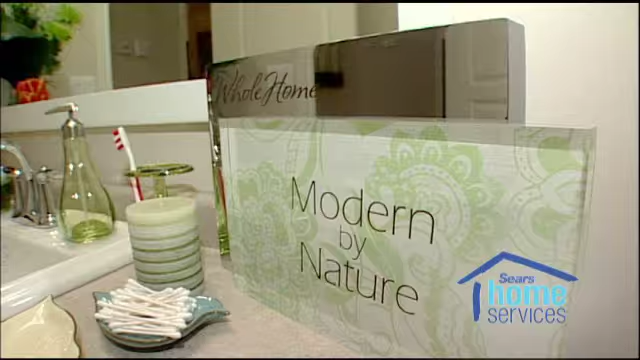 Whole Home
Modern
by
Nature
Sears
home
services